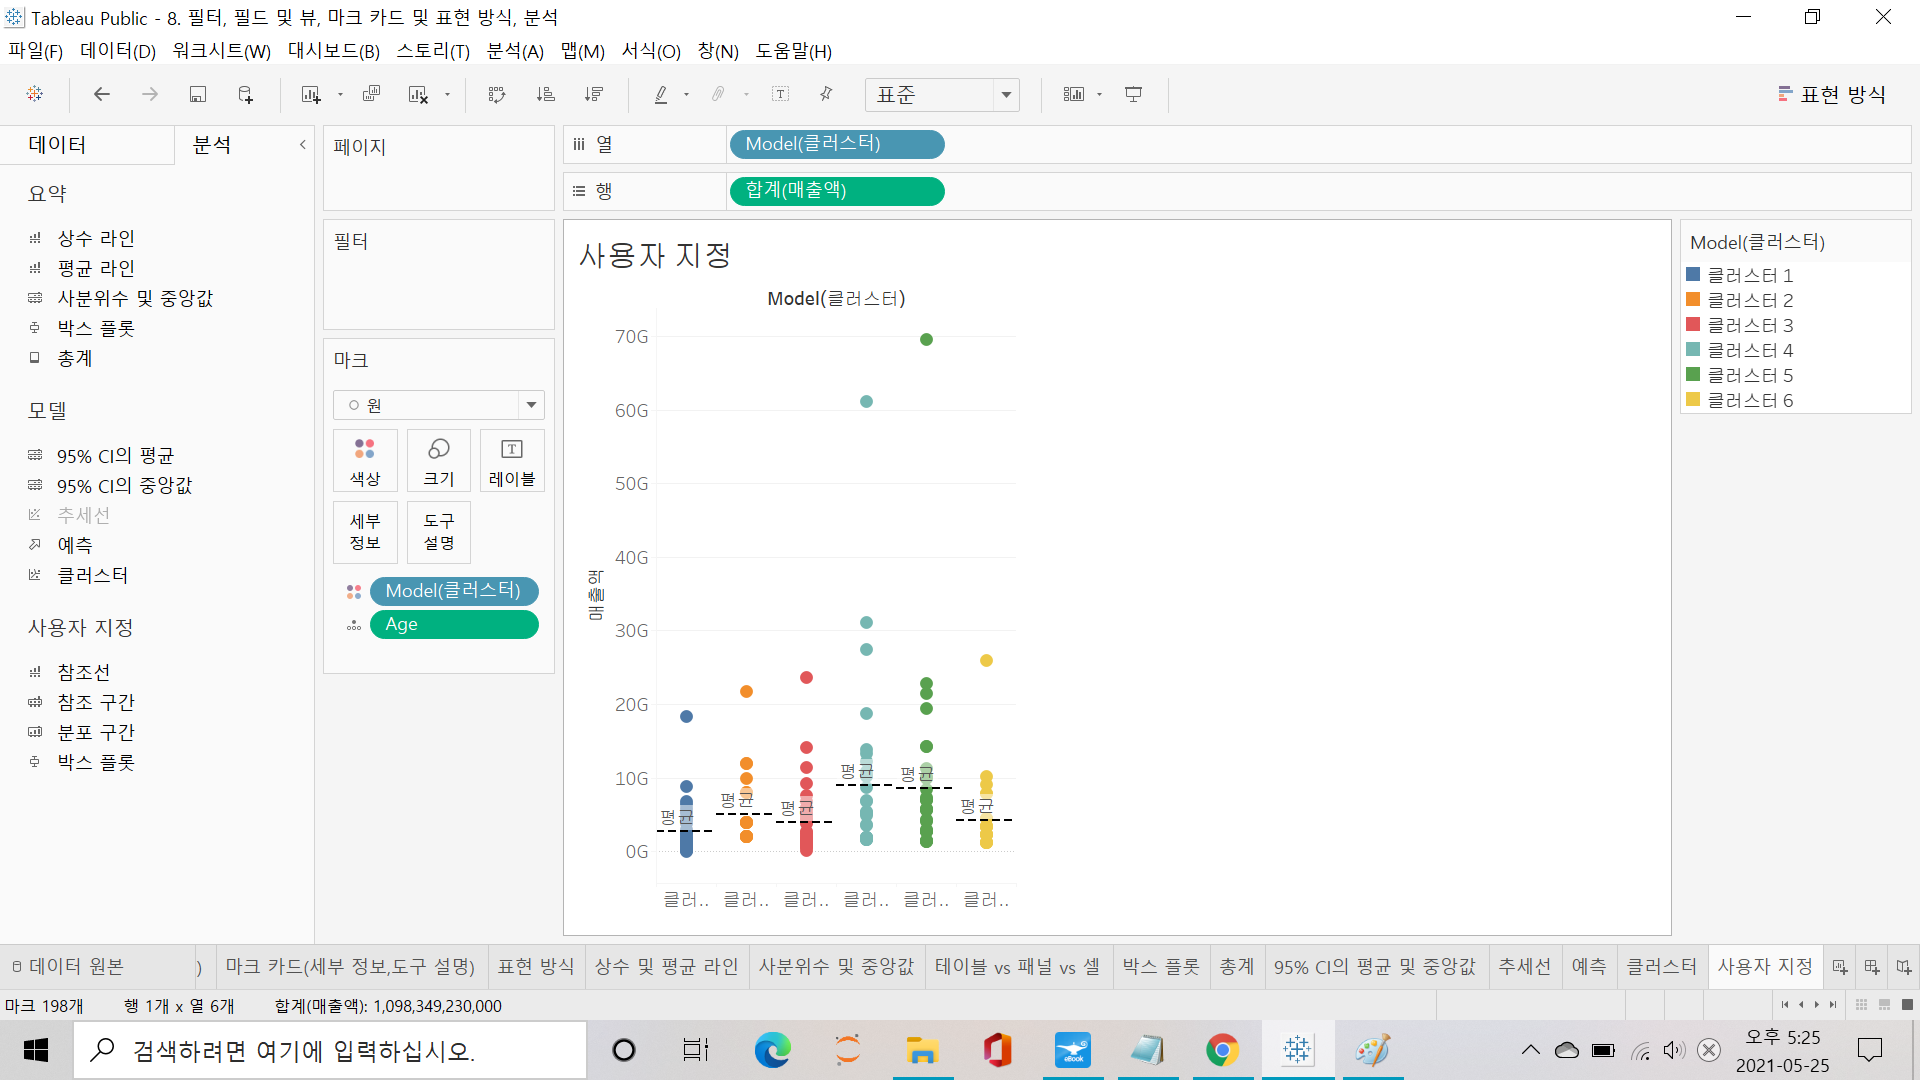 Tableau Public - 8. 필터, 필드 및 뷰, 마크 카드 및 표현 방식, 분석
파일(F) 데이터(D) 워크시트(W) 대시보드(B) 스토리(T) 분석(A) 맵(M) 서식(O) 창(N) 도움말(H)
표준
표현 방식
데이터 분석
요약
상수 라인
평균 라인
사분위수 및 중앙값
박스 플롯
총계
모델
95% CI의 평균
95% CI의 중앙값
추세선
예측
클러스터
사용자 지정
참조선
참조 구간
분포 구간
박스 플롯
페이지
필터
마크
원
색상 크기 레이블
세부 정보
도구 설명
Model(클러스터)
Age
열 Model(클러스터)
행 합계(매출액)
사용자 지정
Model(클러스터)
매출액
70G
60G
50G
40G
30G
20G
10G
0G
평균 평균 평균 평균 평균 평균
클러.. 클러.. 클러.. 클러.. 클러.. 클러..
Model(클러스터)
클러스터 1
클러스터 2
클러스터 3
클러스터 4
클러스터 5
클러스터 6
데이터 원본 ) 마크 카드(세부 정보,도구 설명) 표현 방식 상수 및 평균 라인 사분위수 및 중앙값 테이블 vs 패널 vs 셀 박스 플롯 총계 95% CI의 평균 및 중앙값 추세선 예측 클러스터 사용자 지정
마크 198개 행 1개 x 열 6개 합계(매출액): 1,098,349,230,000
검색하려면 여기에 입력하십시오.
eBook
오후 5:25
2021-05-25